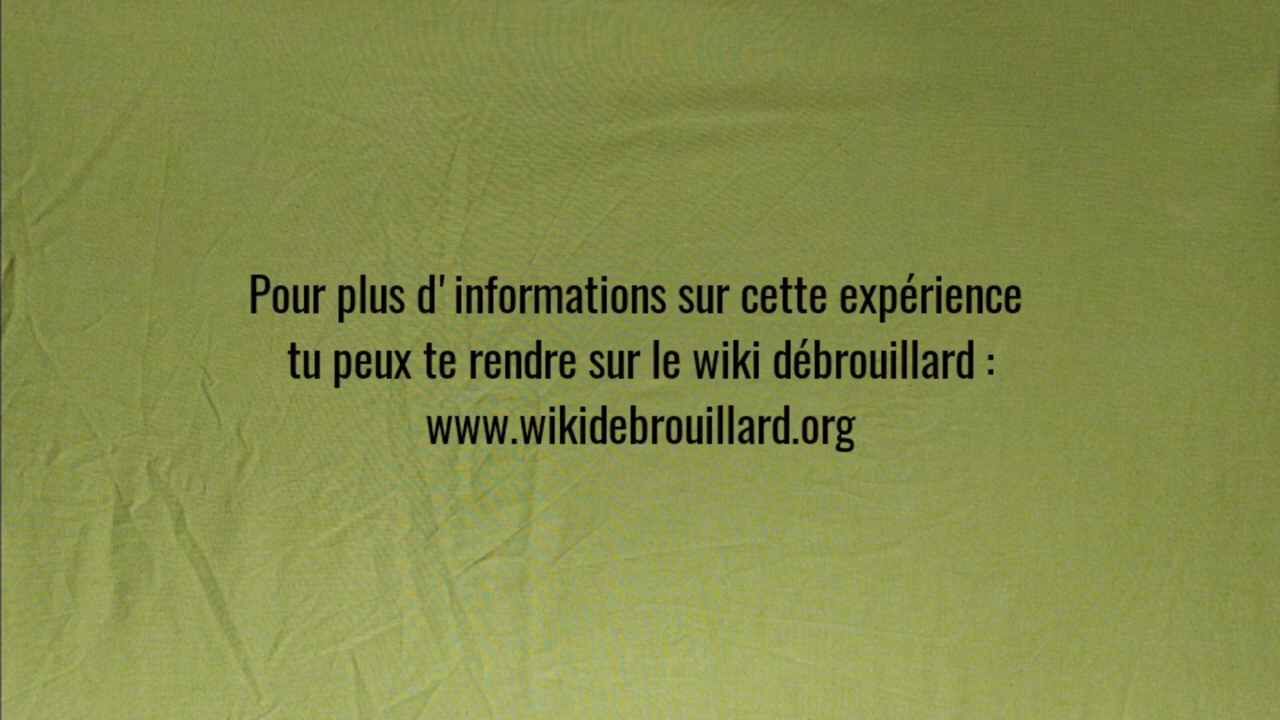 Pour plus d'informations sur cette expérience
tu peux te rendre sur le wiki débrouillard :
www.wikidebrouillard.org